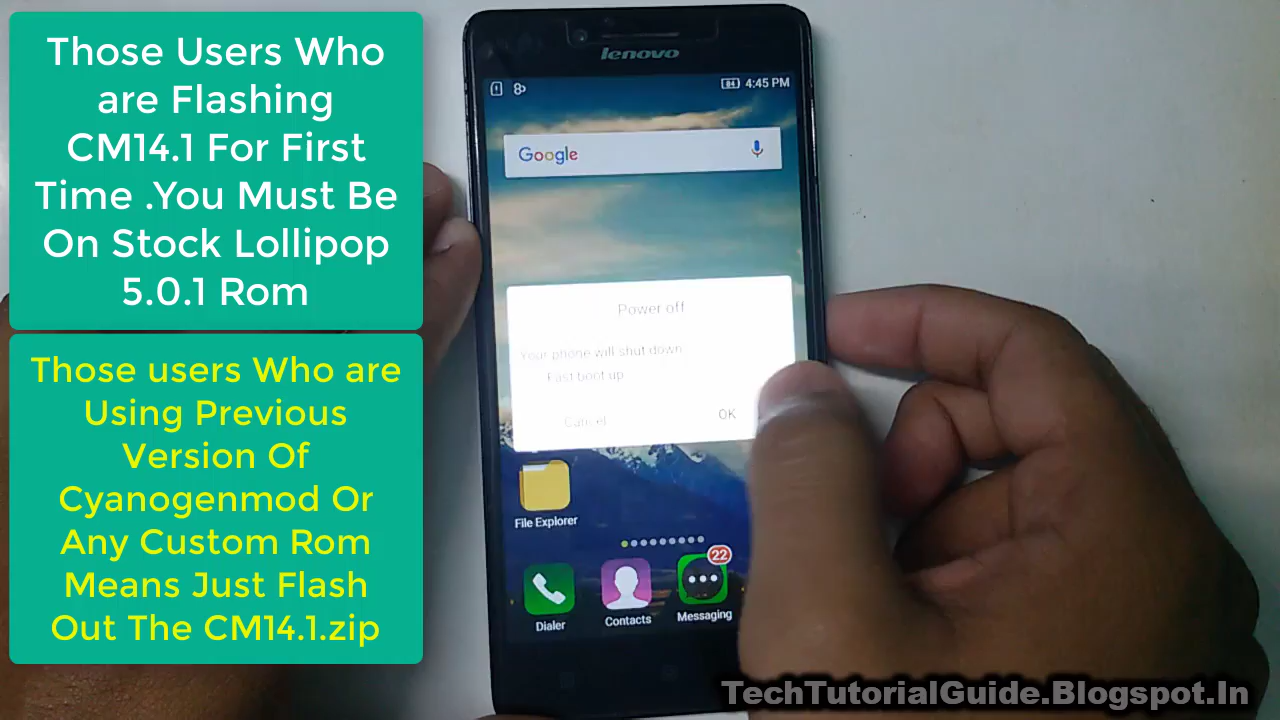 Those Users Who
are Flashing
CM14.1 For First
Time .You Must Be
On Stock Lollipop
5.0.1 Rom
Those users Who are
Using Previous
Version Of
Cyanogenmod Or
Any Custom Rom
Means Just Flash
Out The CM14.1.zip
lenovo
84 4:45 PM
Google
Power off
Your phone will shut down
Fast boot up
Cancel OK
File Explorer
22
Dialer Contacts Messaging
TechTutorialGuide.Blogspot.In